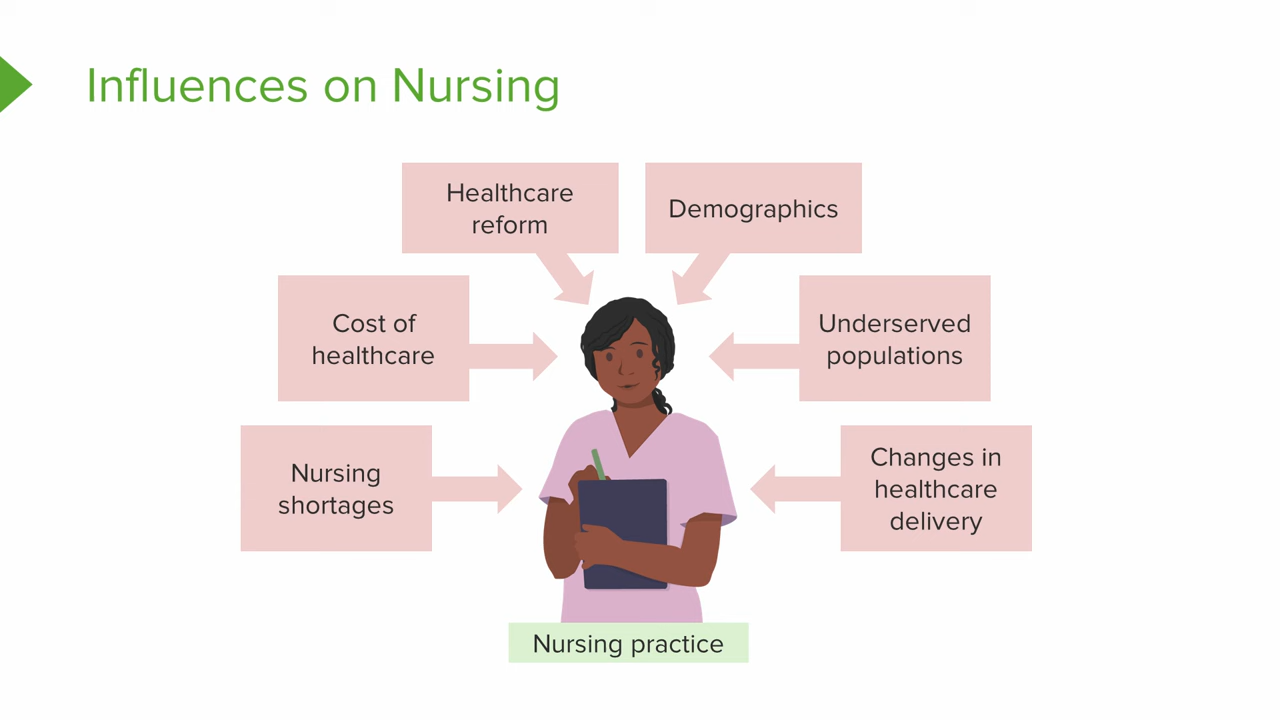 Influences on Nursing
Healthcare
reform
Demographics
Cost of
healthcare
Underserved
populations
Nursing
shortages
Changes in
healthcare
delivery
Nursing practice